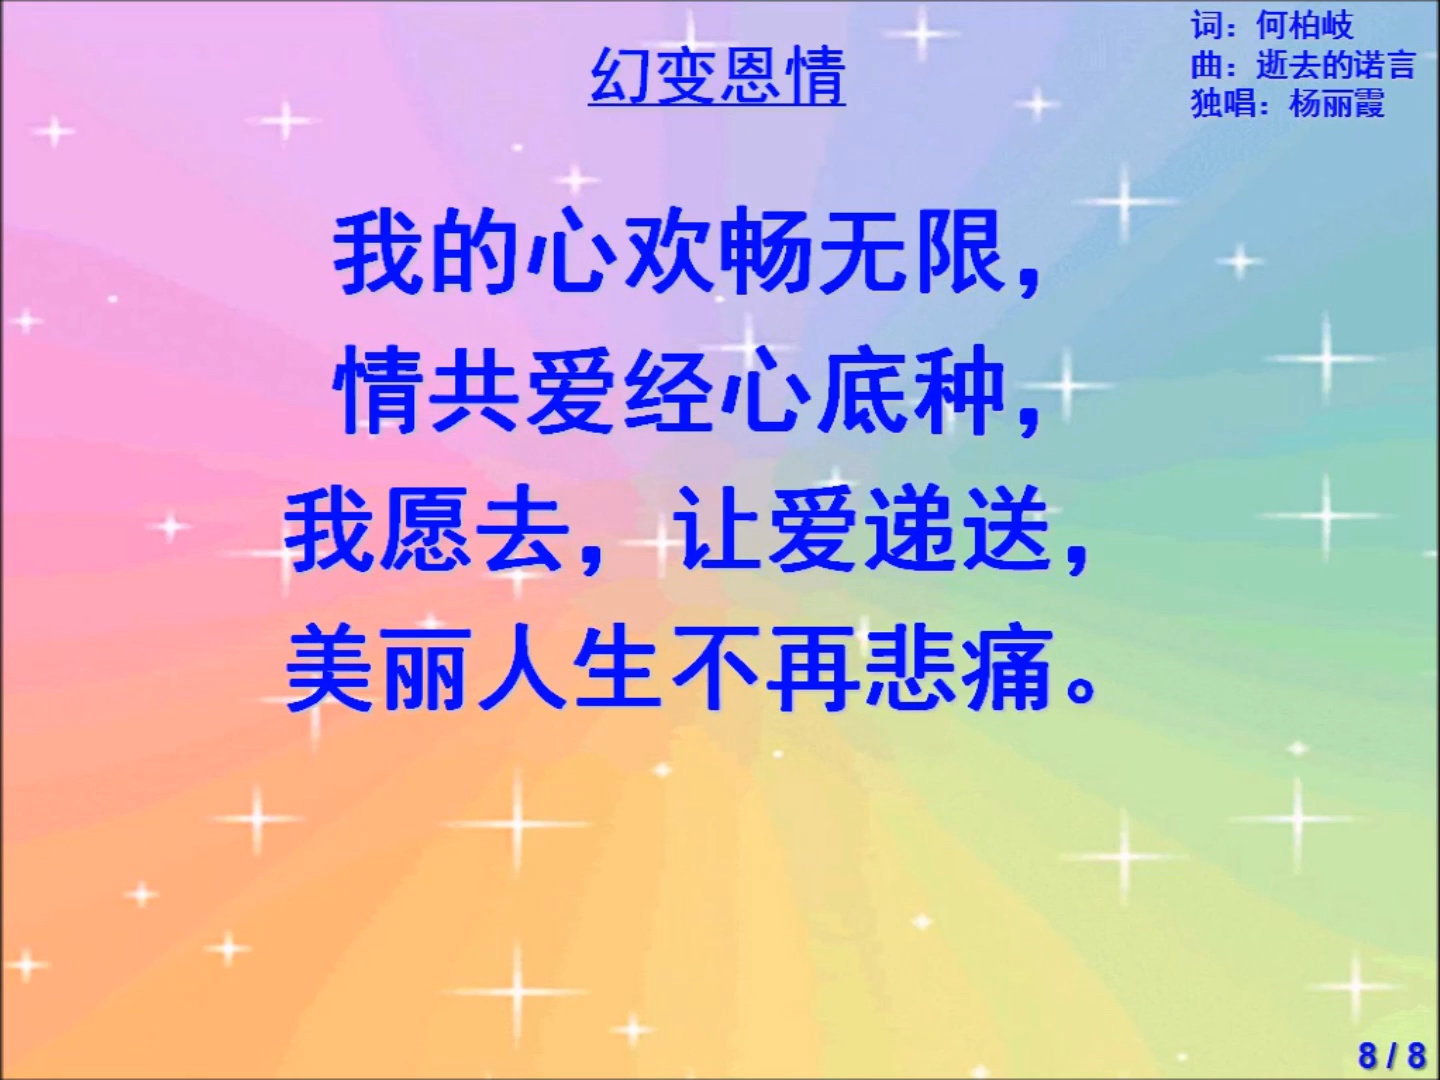 幻变恩情
词：何柏岐
曲：逝去的诺言
独唱：杨丽霞
我的心欢畅无限，
情共爱经心底种，
我愿去，让爱递送，
美丽人生不再悲痛。
8 / 8